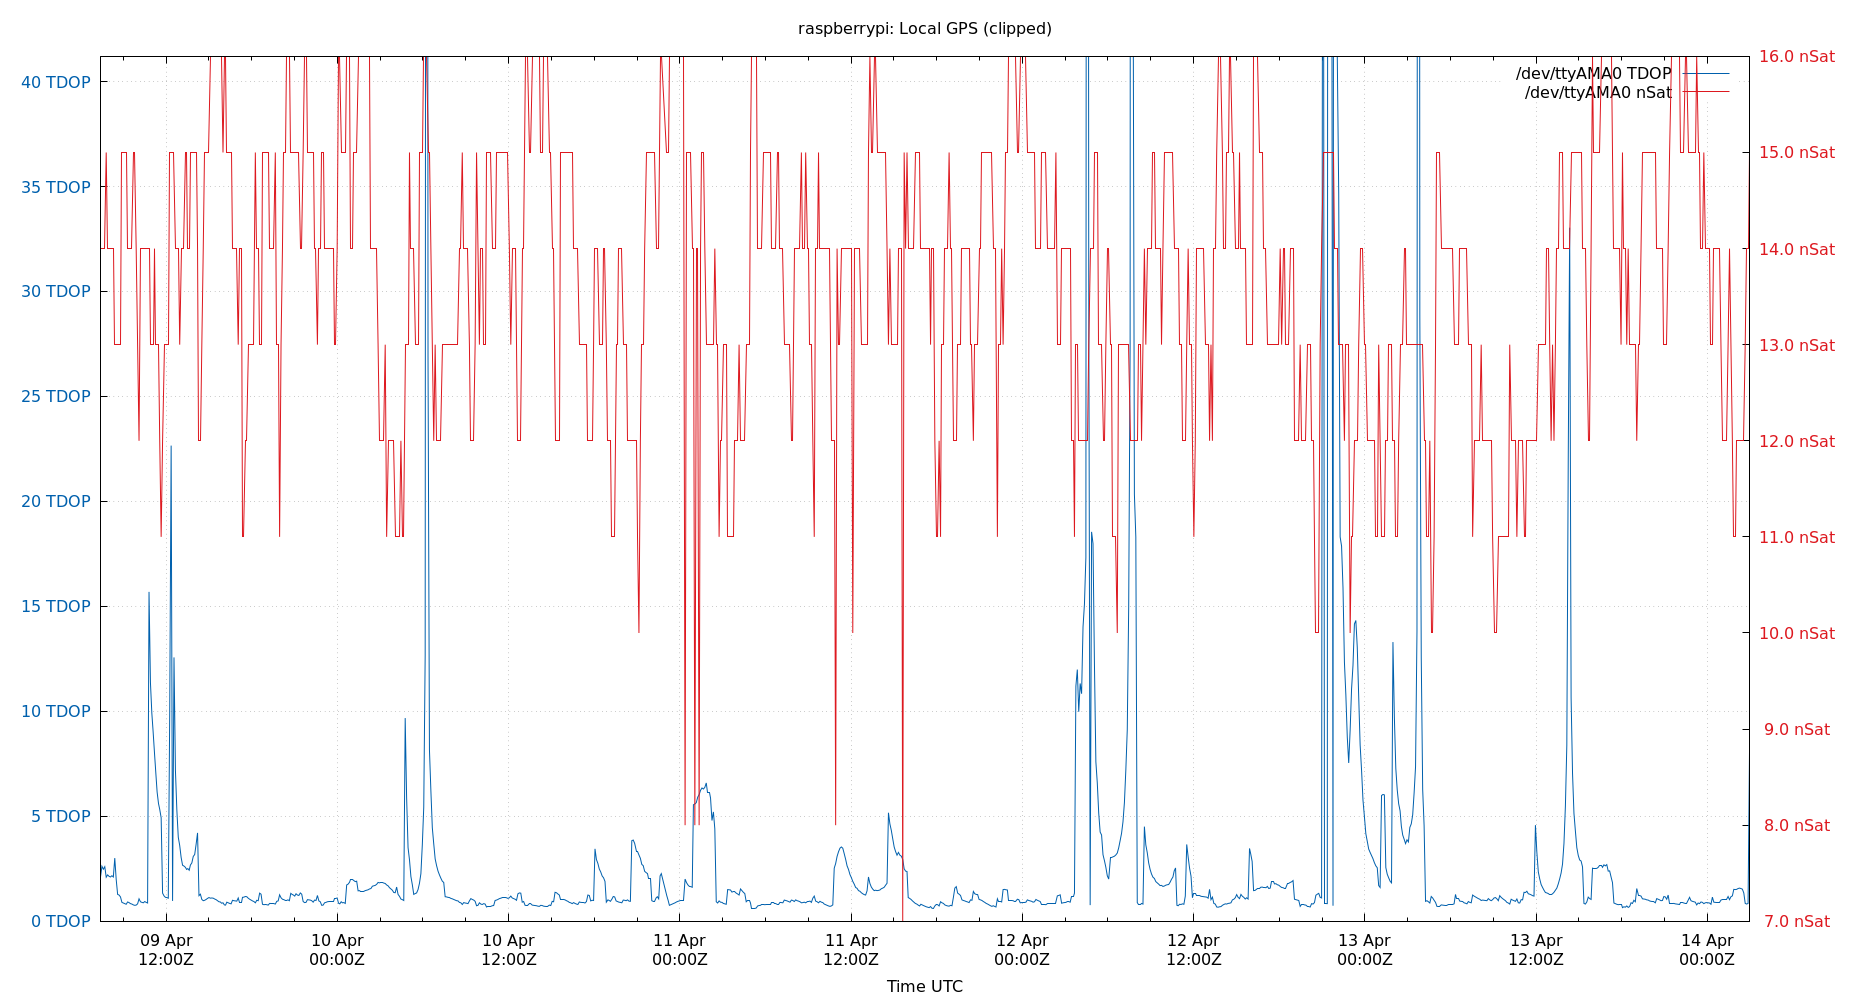 raspberrypi: Local GPS (clipped)
40 TDOP
35 TDOP
30 TDOP
25 TDOP
20 TDOP
15 TDOP
10 TDOP
5 TDOP
0 TDOP
/dev/ttyAMA0 TDOP
/dev/ttyAMA0 nSat
16.0 nSat
15.0 nSat
14.0 nSat
13.0 nSat
12.0 nSat
11.0 nSat
10.0 nSat
9.0 nSat
8.0 nSat
7.0 nSat
09 Apr 10 Apr 10 Apr 11 Apr 11 Apr 12 Apr 12 Apr 13 Apr 13 Apr 14 Apr
12:00Z 00:00Z 12:00Z 00:00Z 12:00Z 00:00Z 12:00Z 00:00Z 12:00Z 00:00Z
Time UTC